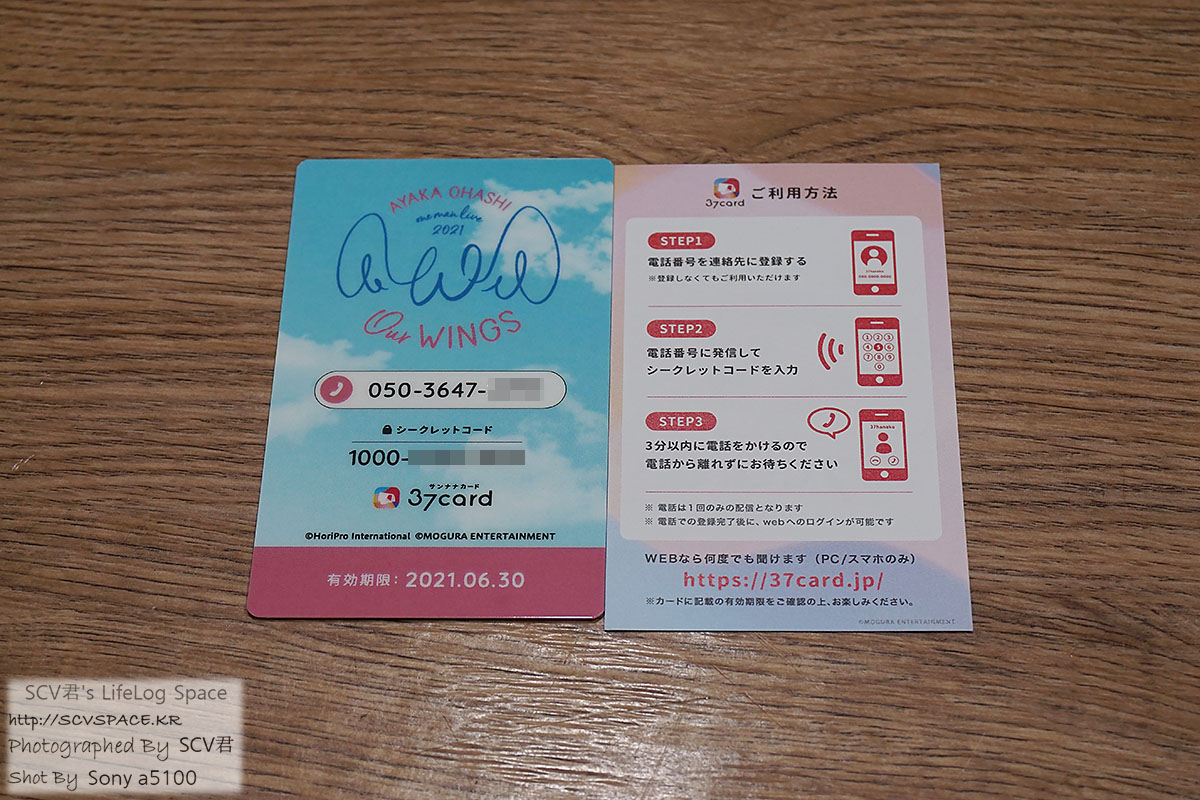 AYAKA OHASHI
one man live
2021
Our WINGS
050-3647-
シークレットコード
1000-
サンナナカード
37card
©HoriPro International ©MOGURA ENTERTAINMENT
有効期限: 2021.06.30
37card ご利用方法
STEP1
電話番号を連絡先に登録する
※登録しなくてもご利用いただけます
37hanako
STEP2
電話番号に発信して
シークレットコードを入力
1 2 3
4 5 6
7 8 9
0
STEP3
37hanako
3分以内に電話をかけるので
電話から離れずにお待ちください
※ 電話は1回のみの配信となります
※ 電話での登録完了後に、webへのログインが可能です
WEBなら何度でも聞けます (PC/スマホのみ)
https://37card.jp/
※カードに記載の有効期限をご確認の上、お楽しみください。
©MOGURA ENTERTAINMENT
SCV君's LifeLog Space
http://SCVSPACE.KR
Photographed By SCV君
Shot By Sony a5100